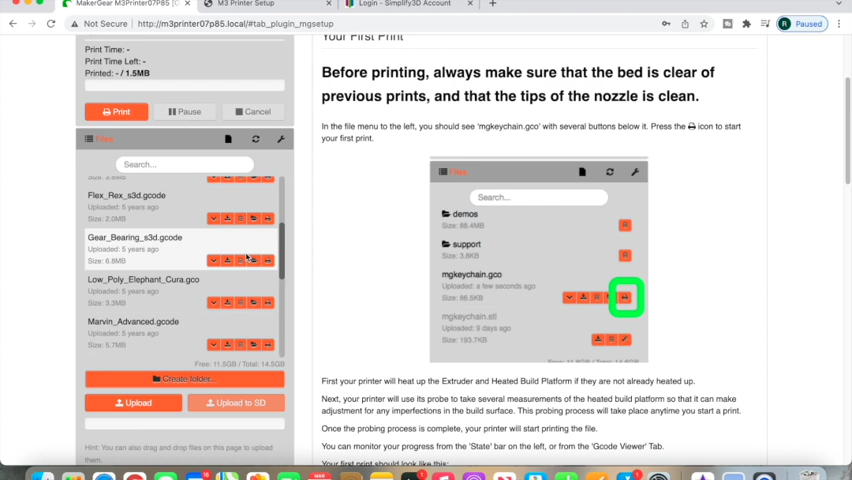 MakerGear M3Printer07P85 [
M3 Printer Setup
Login - Simplify3D Account
Not Secure
http://m3printer07p85.local/#tab_plugin_mgsetup
R
Paused
Print Time: -
Print Time Left: -
Printed: - / 1.5MB
Print
Pause
Cancel
Files
Search...
Flex_Rex_s3d.gcode
Uploaded: 5 years ago
Size: 2.0MB
Gear_Bearing_s3d.gcode
Uploaded: 5 years ago
Size: 6.8MB
Low_Poly_Elephant_Cura.gco
Uploaded: 5 years ago
Size: 3.3MB
Marvin_Advanced.gcode
Uploaded: 5 years ago
Size: 5.7MB
Free: 11.5GB / Total: 14.5GB
Create folder...
Upload
Upload to SD
Hint: You can also drag and drop files on this page to upload
them.
Your First Print
Before printing, always make sure that the bed is clear of
previous prints, and that the tips of the nozzle is clean.
In the file menu to the left, you should see 'mgkeychain.gco' with several buttons below it. Press the icon to start
your first print.
Files
Search...
demos
Size: 88.4MB
support
Size: 3.8KB
mgkeychain.gco
Uploaded: a few seconds ago
Size: 86.5KB
mgkeychain.stl
Uploaded: 9 days ago
Size: 193.7KB
First your printer will heat up the Extruder and Heated Build Platform if they are not already heated up.
Next, your printer will use its probe to take several measurements of the heated build platform so that it can make
adjustment for any imperfections in the build surface. This probing process will take place anytime you start a print.
Once the probing process is complete, your printer will start printing the file.
You can monitor your progress from the 'State' bar on the left, or from the 'Gcode Viewer' Tab.
Your first print should look like this: